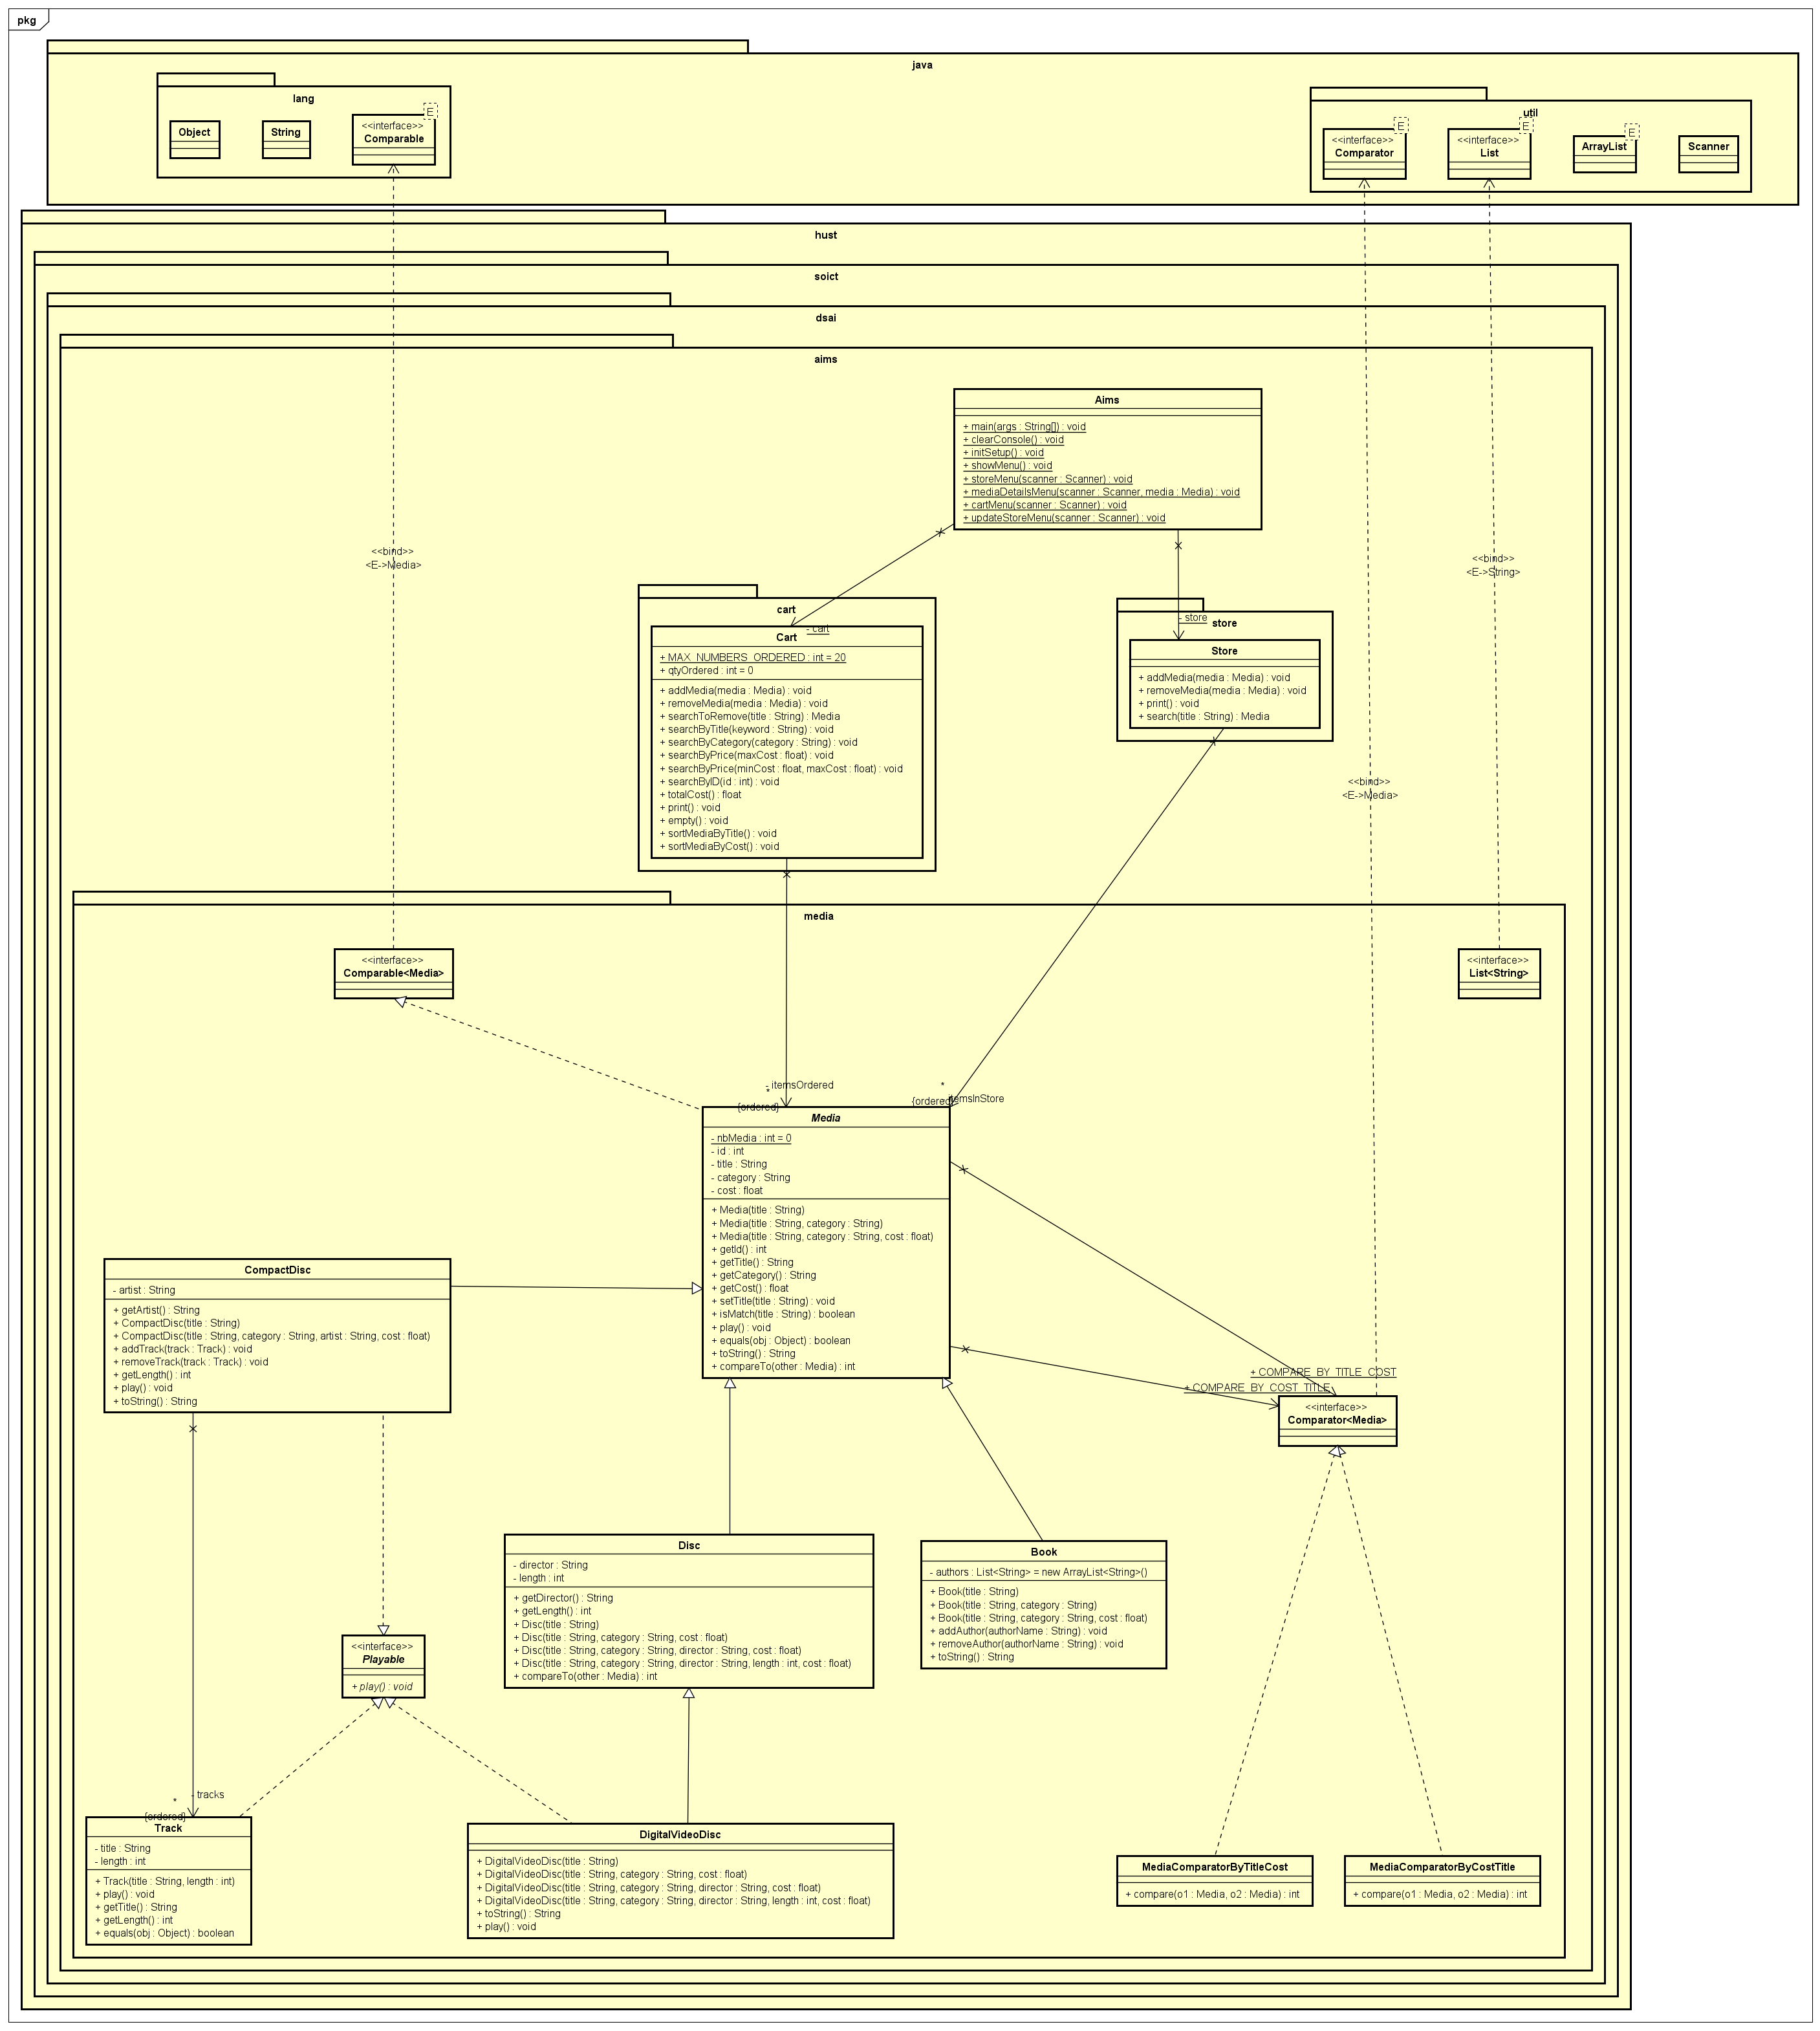 pkg
java
lang
Object
String
E
<<interface>>
Comparable
util
E
<<interface>>
Comparator
E
<<interface>>
List
E
ArrayList
Scanner
hust
soict
dsai
aims
Aims
+ main(args : String[]) : void
+ clearConsole() : void
+ initSetup() : void
+ showMenu() : void
+ storeMenu(scanner : Scanner) : void
+ mediaDetailsMenu(scanner : Scanner, media : Media) : void
+ cartMenu(scanner : Scanner) : void
+ updateStoreMenu(scanner : Scanner) : void
<<bind>>
<E->Media>
<<bind>>
<E->String>
<<bind>>
<E->Media>
cart
- cart
Cart
+ MAX_NUMBERS_ORDERED : int = 20
+ qtyOrdered : int = 0
+ addMedia(media : Media) : void
+ removeMedia(media : Media) : void
+ searchToRemove(title : String) : Media
+ searchByTitle(keyword : String) : void
+ searchByCategory(category : String) : void
+ searchByPrice(maxCost : float) : void
+ searchByPrice(minCost : float, maxCost : float) : void
+ searchByID(id : int) : void
+ totalCost() : float
+ print() : void
+ empty() : void
+ sortMediaByTitle() : void
+ sortMediaByCost() : void
- store
store
Store
+ addMedia(media : Media) : void
+ removeMedia(media : Media) : void
+ print() : void
+ search(title : String) : Media
media
<<interface>>
Comparable<Media>
<<interface>>
List<String>
- itemsOrdered
*
{ordered}
*
{ordered}
itemsInStore
Media
- nbMedia : int = 0
- id : int
- title : String
- category : String
- cost : float
+ Media(title : String)
+ Media(title : String, category : String)
+ Media(title : String, category : String, cost : float)
+ getId() : int
+ getTitle() : String
+ getCategory() : String
+ getCost() : float
+ setTitle(title : String) : void
+ isMatch(title : String) : boolean
+ play() : void
+ equals(obj : Object) : boolean
+ toString() : String
+ compareTo(other : Media) : int
CompactDisc
- artist : String
+ getArtist() : String
+ CompactDisc(title : String)
+ CompactDisc(title : String, category : String, artist : String, cost : float)
+ addTrack(track : Track) : void
+ removeTrack(track : Track) : void
+ getLength() : int
+ play() : void
+ toString() : String
+ COMPARE_BY_TITLE_COST
+ COMPARE_BY_COST_TITLE
<<interface>>
Comparator<Media>
Disc
- director : String
- length : int
+ getDirector() : String
+ getLength() : int
+ Disc(title : String)
+ Disc(title : String, category : String, cost : float)
+ Disc(title : String, category : String, director : String, cost : float)
+ Disc(title : String, category : String, director : String, length : int, cost : float)
+ compareTo(other : Media) : int
Book
- authors : List<String> = new ArrayList<String>()
+ Book(title : String)
+ Book(title : String, category : String)
+ Book(title : String, category : String, cost : float)
+ addAuthor(authorName : String) : void
+ removeAuthor(authorName : String) : void
+ toString() : String
<<interface>>
Playable
+ play() : void
- tracks
*
{ordered}
Track
- title : String
- length : int
+ Track(title : String, length : int)
+ play() : void
+ getTitle() : String
+ getLength() : int
+ equals(obj : Object) : boolean
DigitalVideoDisc
+ DigitalVideoDisc(title : String)
+ DigitalVideoDisc(title : String, category : String, cost : float)
+ DigitalVideoDisc(title : String, category : String, director : String, cost : float)
+ DigitalVideoDisc(title : String, category : String, director : String, length : int, cost : float)
+ toString() : String
+ play() : void
MediaComparatorByTitleCost
+ compare(o1 : Media, o2 : Media) : int
MediaComparatorByCostTitle
+ compare(o1 : Media, o2 : Media) : int